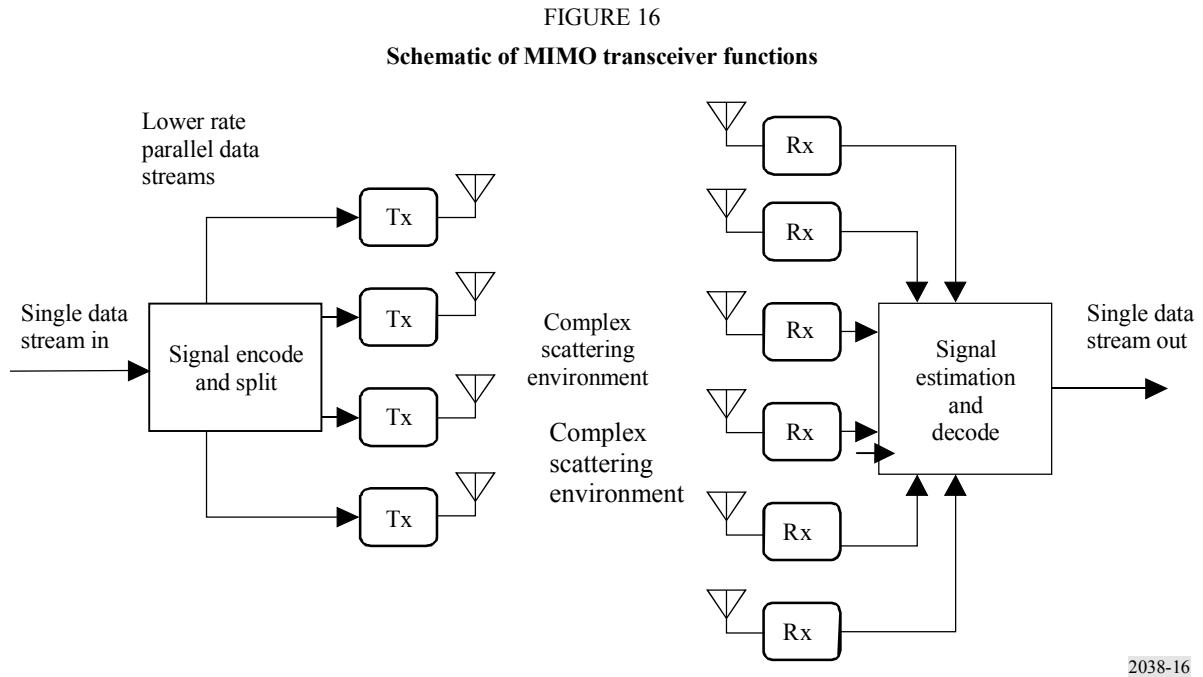 FIGURE 16
Schematic of MIMO transceiver functions
Lower rate
parallel data
streams
Single data
stream in
Signal encode
and split
Tx
Tx
Tx
Tx
Complex
scattering
environment
Complex
scattering
environment
Rx
Rx
Rx
Rx
Rx
Rx
Signal
estimation
and
decode
Single data
stream out
2038-16